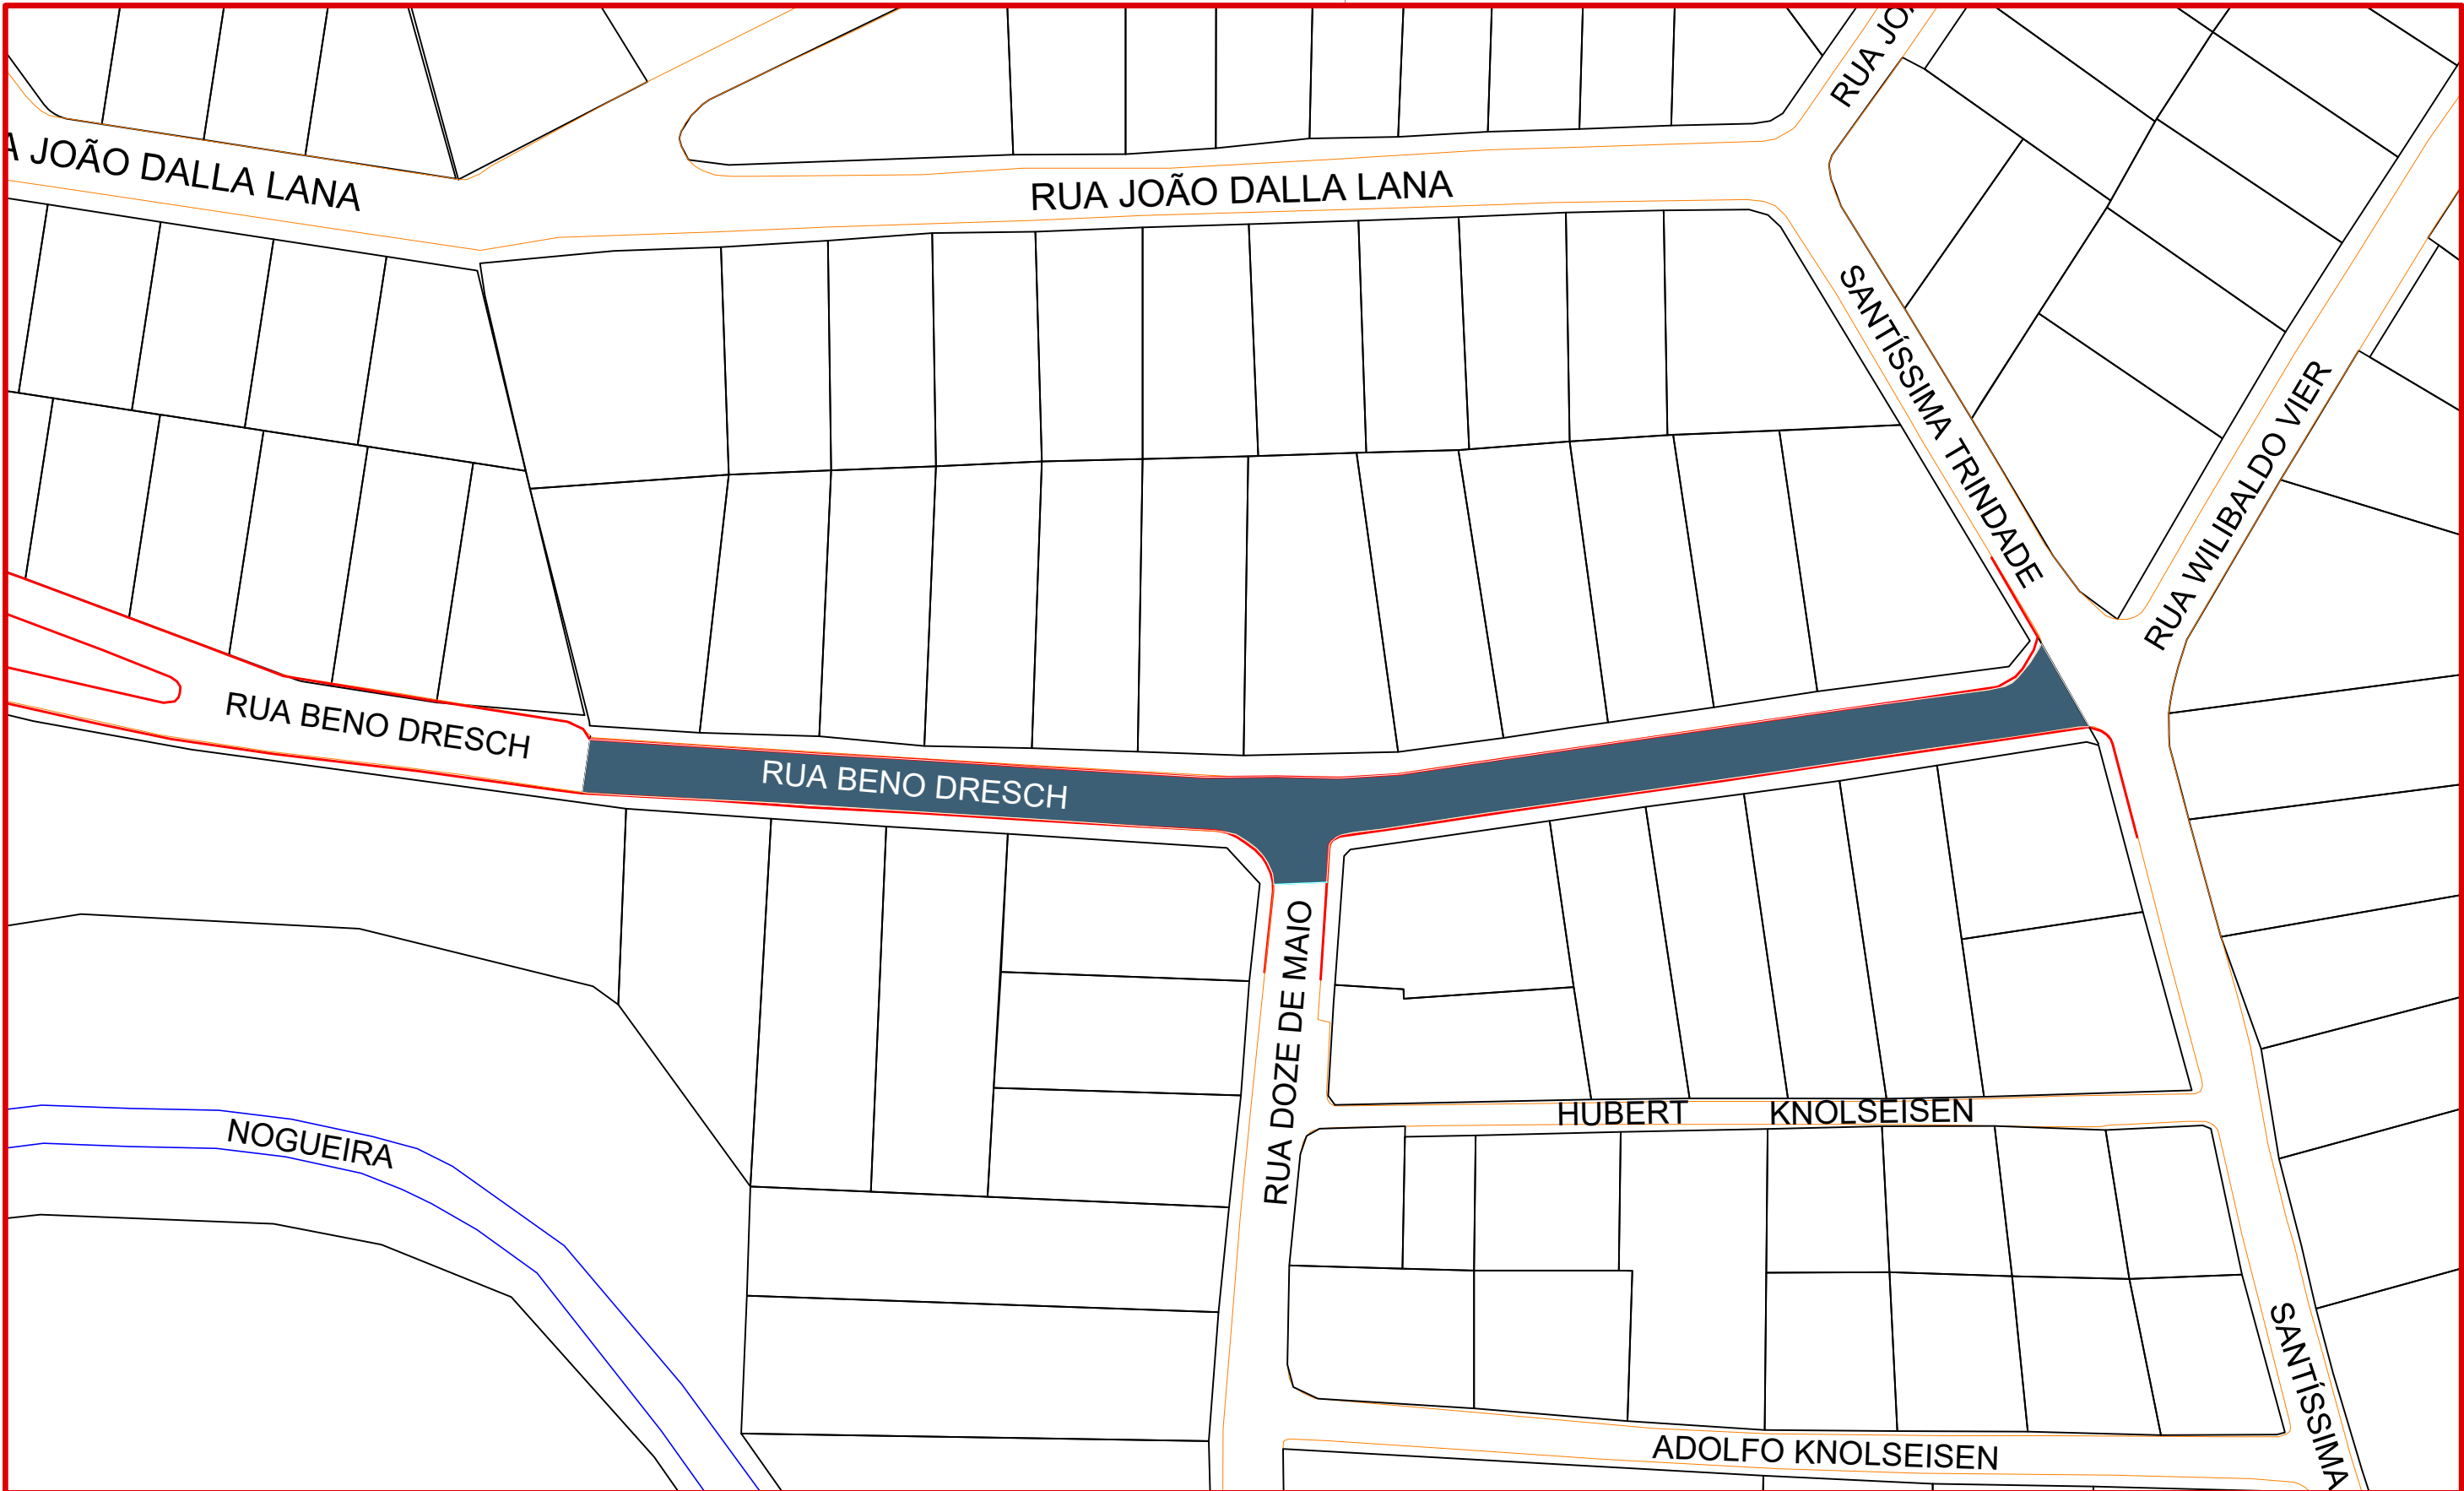 RUA JO
A JOÃO DALLA LANA
RUA JOÃO DALLA LANA
SANTÍSSIMA TRINDADE
RUA WILIBALDO VIER
RUA BENO DRESCH
RUA BENO DRESCH
RUA DOZE DE MAIO
HUBERT KNOLSEISEN
NOGUEIRA
SANTÍSSIMA
ADOLFO KNOLSEISEN